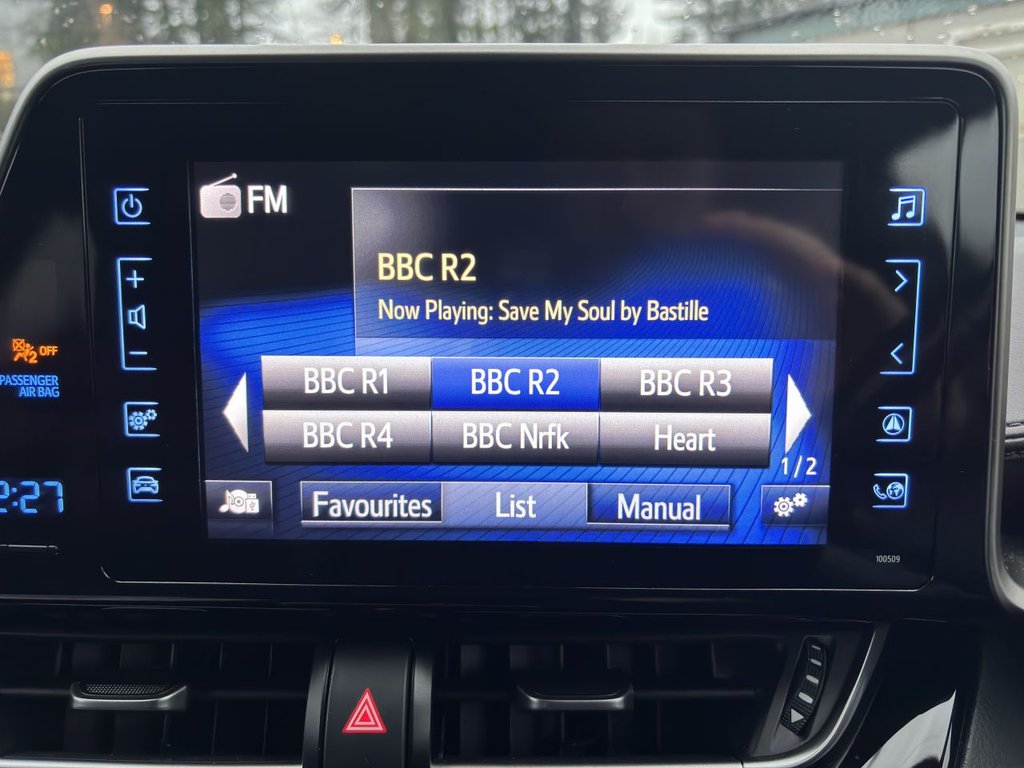 FM
BBC R2
Now Playing: Save My Soul by Bastille
BBC R1 BBC R2 BBC R3
BBC R4 BBC Nrfk Heart
1/2
Favourites List Manual
2 OFF
PASSENGER
AIR BAG
2:27
100509